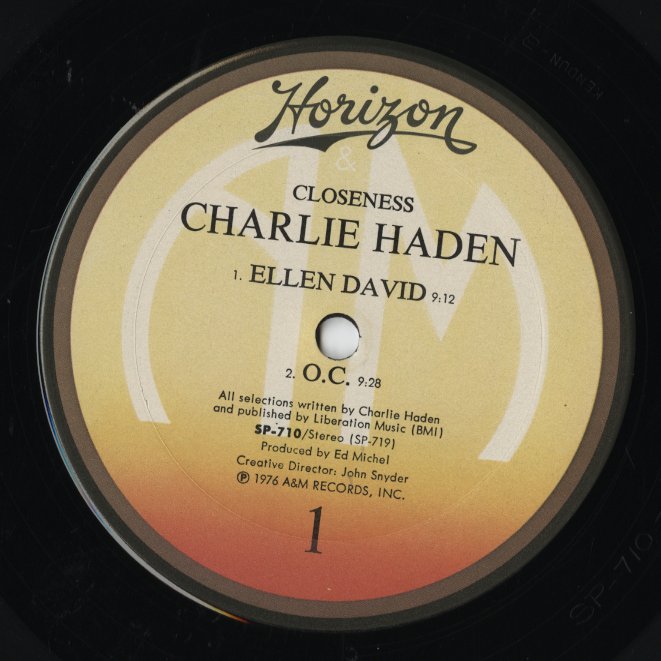 KENDUN-D
Horizon
&
AM
CLOSENESS
CHARLIE HADEN
1. ELLEN DAVID 9:12
2. O.C. 9:28
All selections written by Charlie Haden
and published by Liberation Music (BMI)
SP-710/Stereo (SP-719)
Produced by Ed Michel
Creative Director: John Snyder
℗ 1976 A&M RECORDS, INC.
1
SP-710